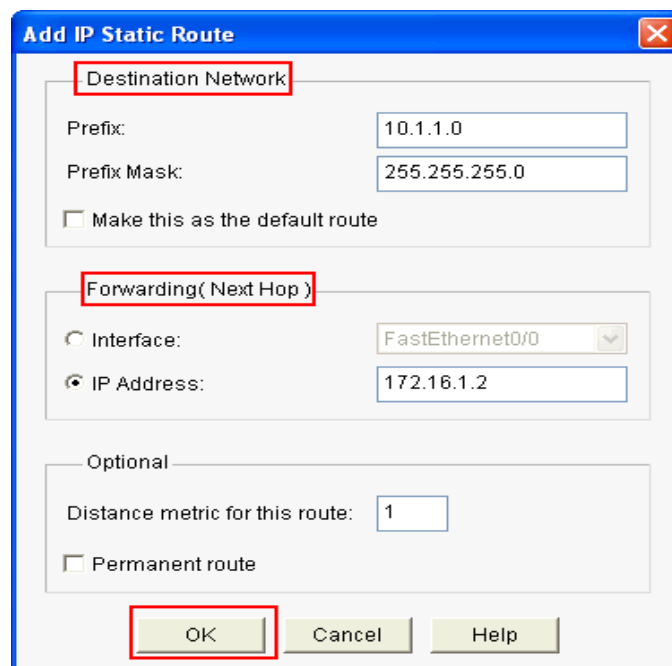 Add IP Static Route
Destination Network
Prefix: 10.1.1.0
Prefix Mask: 255.255.255.0
Make this as the default route
Forwarding( Next Hop )
Interface: FastEthernet0/0
IP Address: 172.16.1.2
Optional
Distance metric for this route: 1
Permanent route
OK Cancel Help